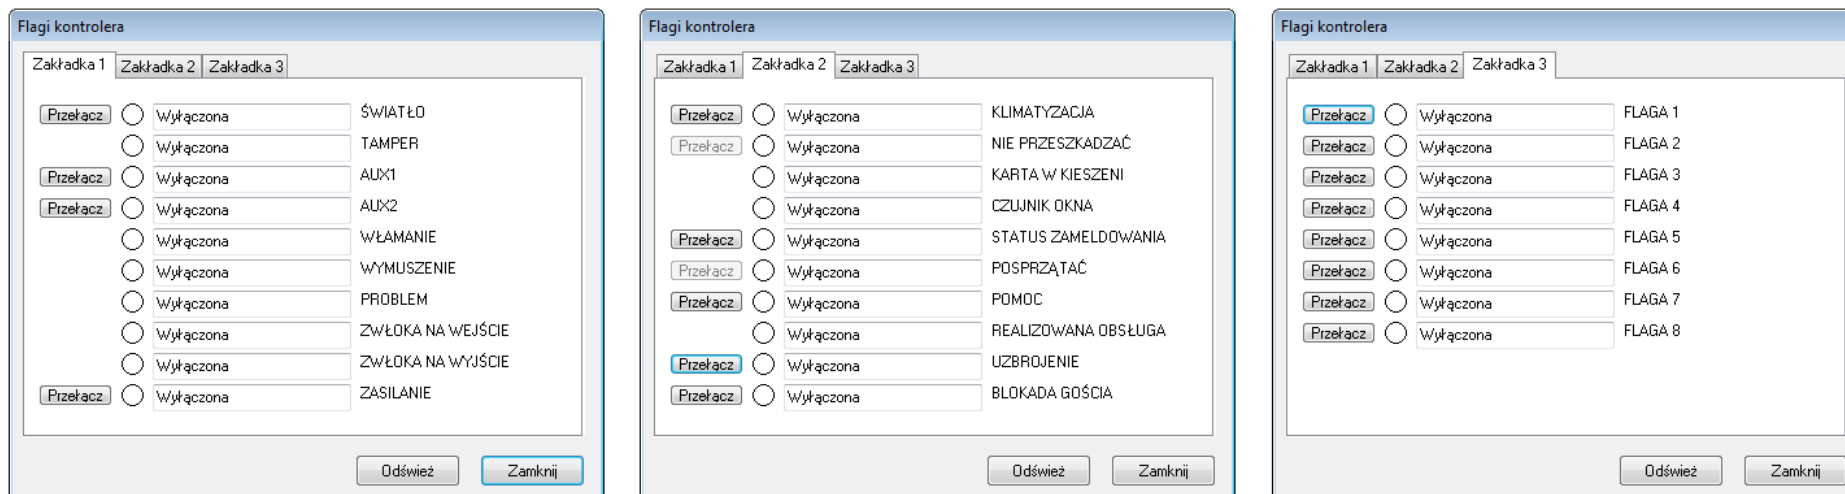 Flagi kontrolera
Zakładka 1 Zakładka 2 Zakładka 3
Przełącz Wyłączona ŚWIATŁO
Wyłączona TAMPER
Przełącz Wyłączona AUX1
Przełącz Wyłączona AUX2
Wyłączona WŁAMANIE
Wyłączona WYMUSZENIE
Wyłączona PROBLEM
Wyłączona ZWŁOKA NA WEJŚCIE
Wyłączona ZWŁOKA NA WYJŚCIE
Przełącz Wyłączona ZASILANIE
Odśwież Zamknij
Flagi kontrolera
Zakładka 1 Zakładka 2 Zakładka 3
Przełącz Wyłączona KLIMATYZACJA
Przełącz Wyłączona NIE PRZESZKADZAĆ
Wyłączona KARTA W KIESZENI
Wyłączona CZUJNIK OKNA
Przełącz Wyłączona STATUS ZAMELDOWANIA
Przełącz Wyłączona POSPRZĄTAĆ
Przełącz Wyłączona POMOC
Wyłączona REALIZOWANA OBSŁUGA
Przełącz Wyłączona UZBROJENIE
Przełącz Wyłączona BLOKADA GOŚCIA
Odśwież Zamknij
Flagi kontrolera
Zakładka 1 Zakładka 2 Zakładka 3
Przełącz Wyłączona FLAGA 1
Przełącz Wyłączona FLAGA 2
Przełącz Wyłączona FLAGA 3
Przełącz Wyłączona FLAGA 4
Przełącz Wyłączona FLAGA 5
Przełącz Wyłączona FLAGA 6
Przełącz Wyłączona FLAGA 7
Przełącz Wyłączona FLAGA 8
Odśwież Zamknij